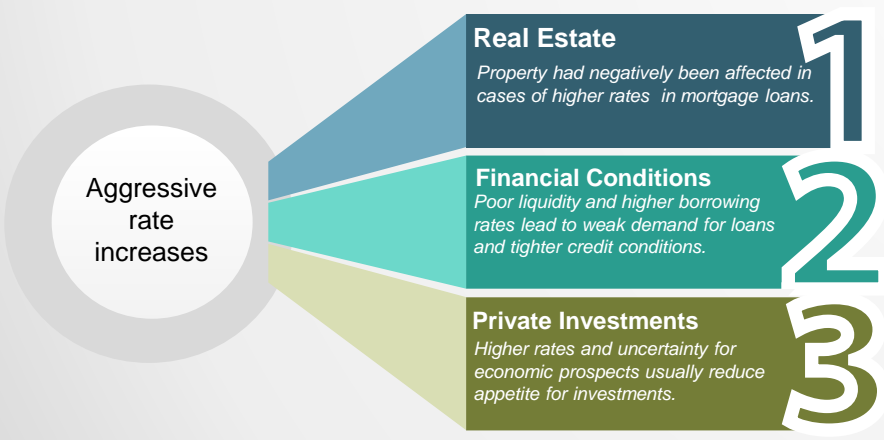 Aggressive
rate
increases
Real Estate
Property had negatively been affected in
cases of higher rates in mortgage loans.
1
Financial Conditions
Poor liquidity and higher borrowing
rates lead to weak demand for loans
and tighter credit conditions.
2
Private Investments
Higher rates and uncertainty for
economic prospects usually reduce
appetite for investments.
3